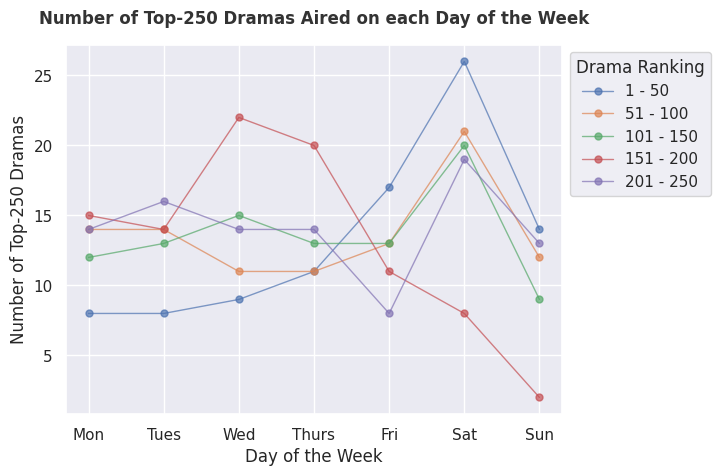 Number of Top-250 Dramas Aired on each Day of the Week
Number of Top-250 Dramas
25
20
15
10
5
Mon Tues Wed Thurs Fri Sat Sun
Day of the Week
Drama Ranking
1 - 50
51 - 100
101 - 150
151 - 200
201 - 250